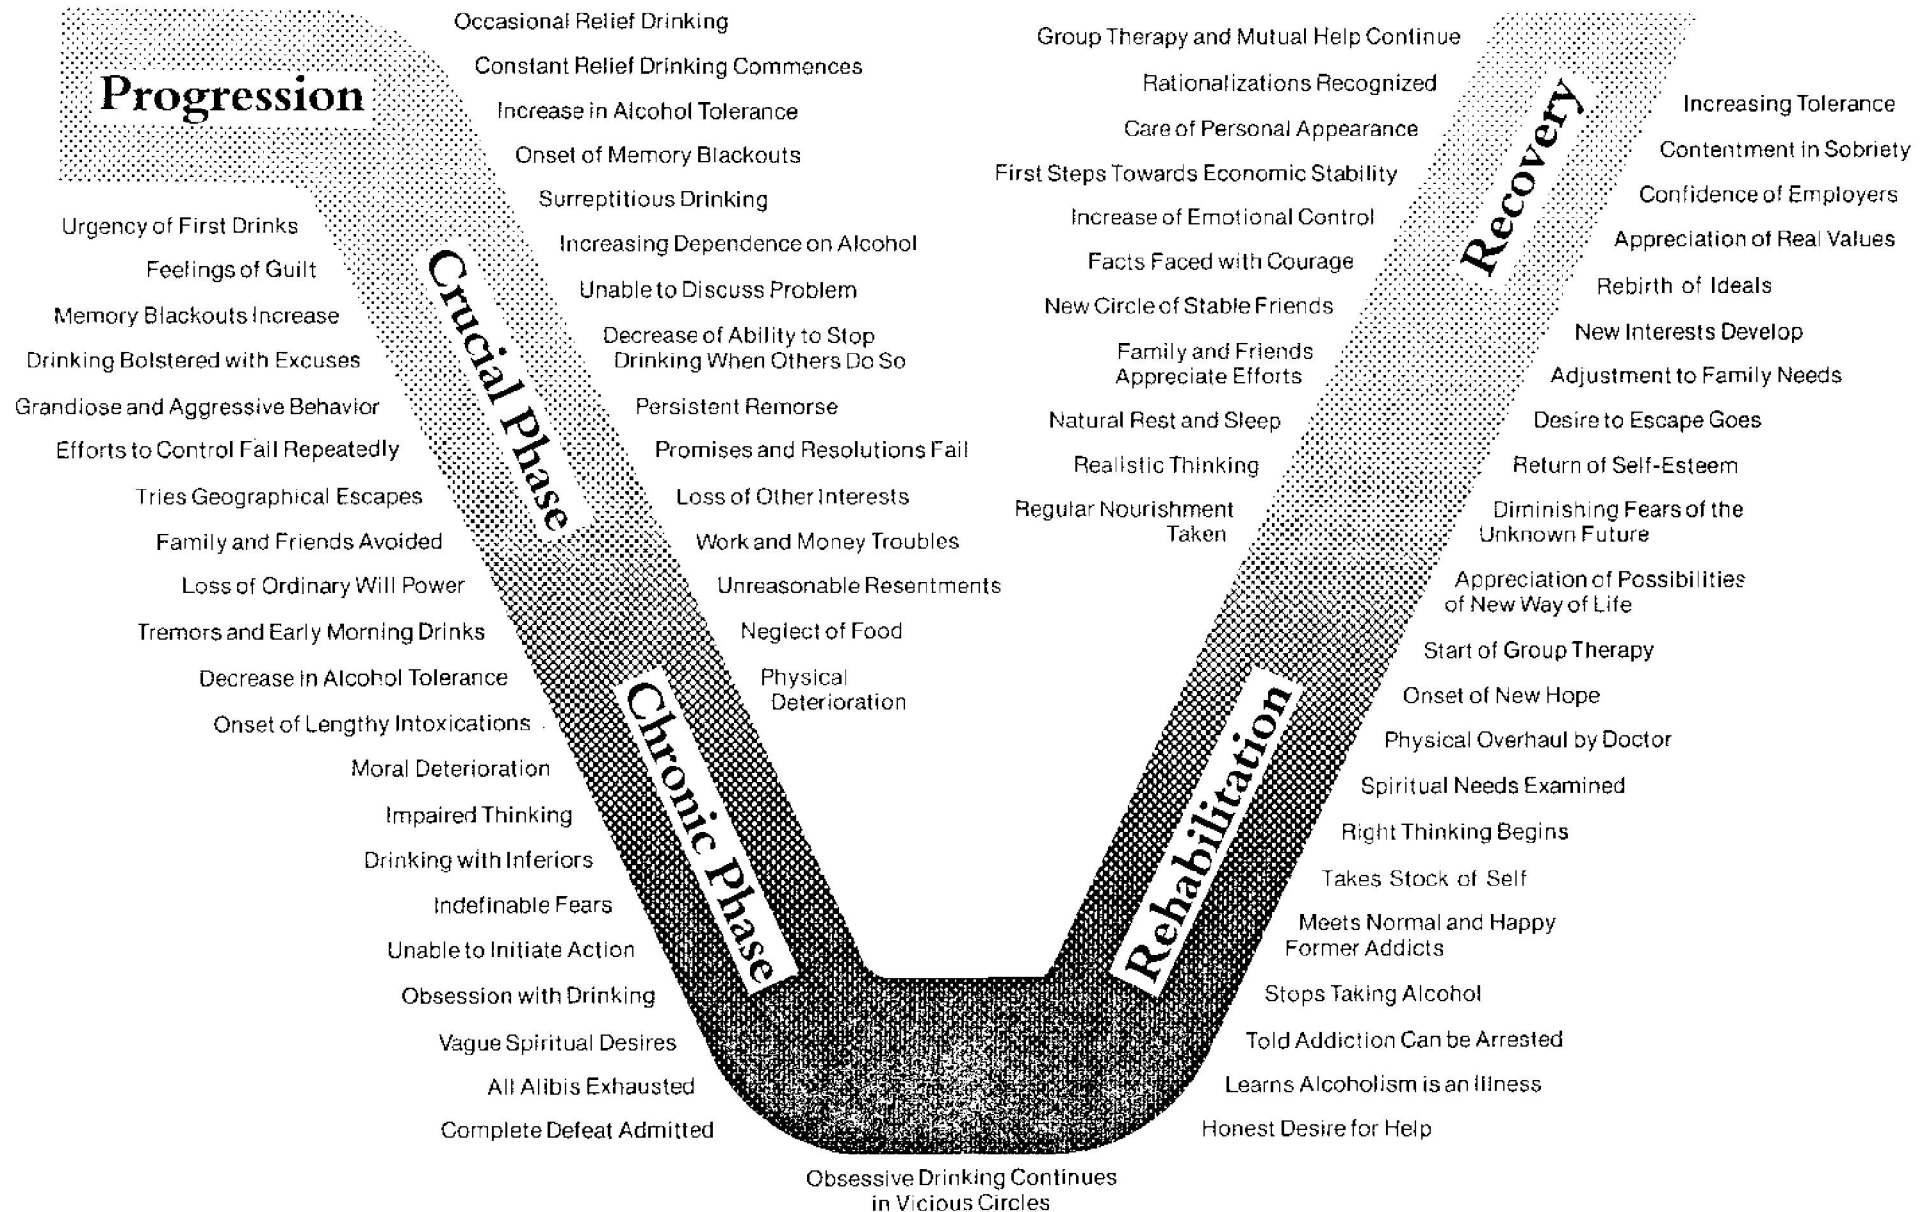 Progression
Occasional Relief Drinking
Constant Relief Drinking Commences
Increase in Alcohol Tolerance
Onset of Memory Blackouts
Surreptitious Drinking
Increasing Dependence on Alcohol
Unable to Discuss Problem
Decrease of Ability to Stop
Drinking When Others Do So
Persistent Remorse
Promises and Resolutions Fail
Loss of Other Interests
Work and Money Troubles
Unreasonable Resentments
Neglect of Food
Physical
Deterioration
Urgency of First Drinks
Feelings of Guilt
Memory Blackouts Increase
Drinking Bolstered with Excuses
Grandiose and Aggressive Behavior
Efforts to Control Fail Repeatedly
Tries Geographical Escapes
Family and Friends Avoided
Loss of Ordinary Will Power
Tremors and Early Morning Drinks
Decrease in Alcohol Tolerance
Onset of Lengthy Intoxications
Moral Deterioration
Impaired Thinking
Drinking with Inferiors
Indefinable Fears
Unable to Initiate Action
Obsession with Drinking
Vague Spiritual Desires
All Alibis Exhausted
Complete Defeat Admitted
Crucial Phase
Chronic Phase
Obsessive Drinking Continues
in Vicious Circles
Rehabilitation
Recovery
Group Therapy and Mutual Help Continue
Rationalizations Recognized
Care of Personal Appearance
First Steps Towards Economic Stability
Increase of Emotional Control
Facts Faced with Courage
New Circle of Stable Friends
Family and Friends
Appreciate Efforts
Natural Rest and Sleep
Realistic Thinking
Regular Nourishment
Taken
Increasing Tolerance
Contentment in Sobriety
Confidence of Employers
Appreciation of Real Values
Rebirth of Ideals
New Interests Develop
Adjustment to Family Needs
Desire to Escape Goes
Return of Self-Esteem
Diminishing Fears of the
Unknown Future
Appreciation of Possibilities
of New Way of Life
Start of Group Therapy
Onset of New Hope
Physical Overhaul by Doctor
Spiritual Needs Examined
Right Thinking Begins
Takes Stock of Self
Meets Normal and Happy
Former Addicts
Stops Taking Alcohol
Told Addiction Can be Arrested
Learns Alcoholism is an Illness
Honest Desire for Help